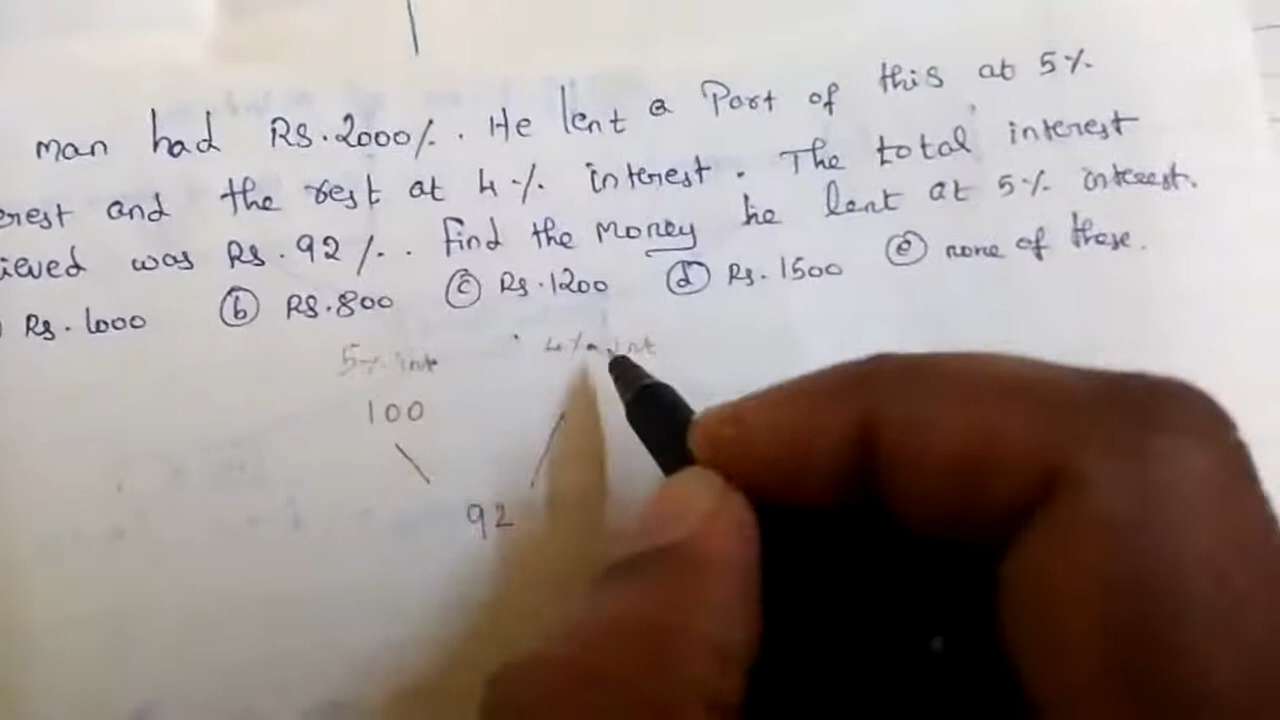 man had RS.2000/. . He lent a Part of this at 5%
erest and the rest at 4% interest. The total interest
ieved was Rs.92/-. . find the money he lent at 5% interest.
Rs.1000 (b) RS.800 (c) Rs.1200 (d) Rs.1500 (e) none of these.
5% int 4% int
100
92